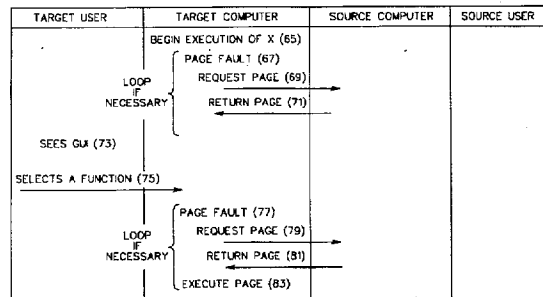 TARGET USER TARGET COMPUTER SOURCE COMPUTER SOURCE USER
BEGIN EXECUTION OF X (65)
PAGE FAULT (67)
REQUEST PAGE (69)
LOOP IF NECESSARY
RETURN PAGE (71)
SEES GUI (73)
SELECTS A FUNCTION (75)
PAGE FAULT (77)
REQUEST PAGE (79)
LOOP IF NECESSARY
RETURN PAGE (81)
EXECUTE PAGE (83)